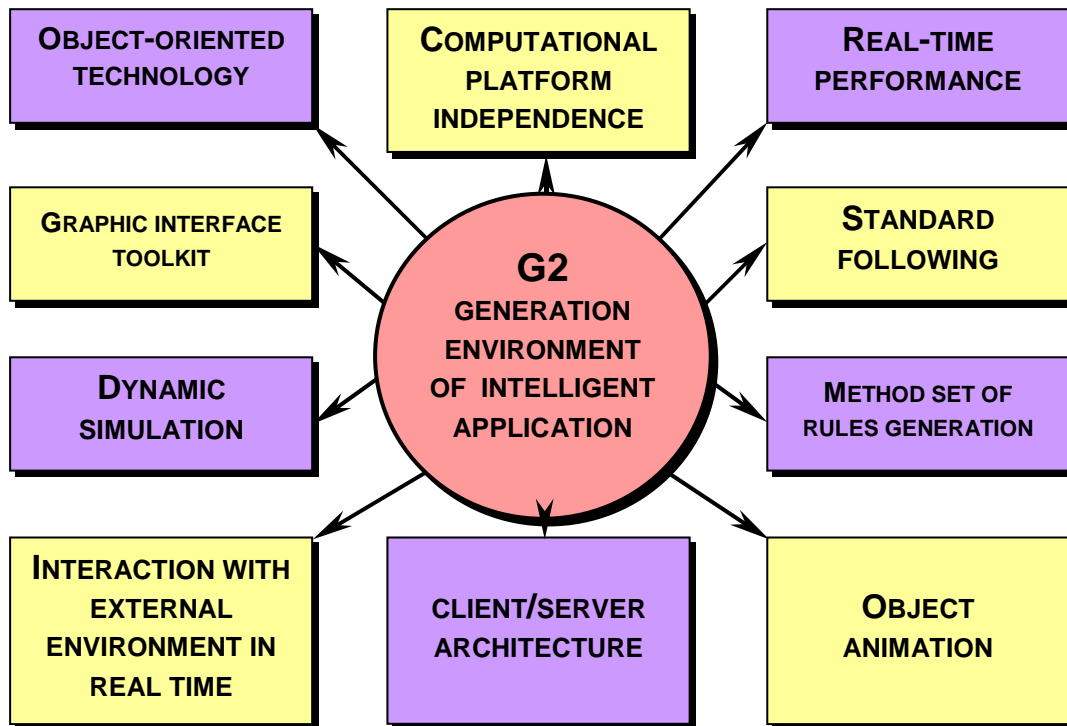 OBJECT-ORIENTED
TECHNOLOGY
COMPUTATIONAL
PLATFORM
INDEPENDENCE
REAL-TIME
PERFORMANCE
GRAPHIC INTERFACE
TOOLKIT
G2
GENERATION
ENVIRONMENT
OF INTELLIGENT
APPLICATION
STANDARD
FOLLOWING
DYNAMIC
SIMULATION
METHOD SET OF
RULES GENERATION
INTERACTION WITH
EXTERNAL
ENVIRONMENT IN
REAL TIME
CLIENT/SERVER
ARCHITECTURE
OBJECT
ANIMATION